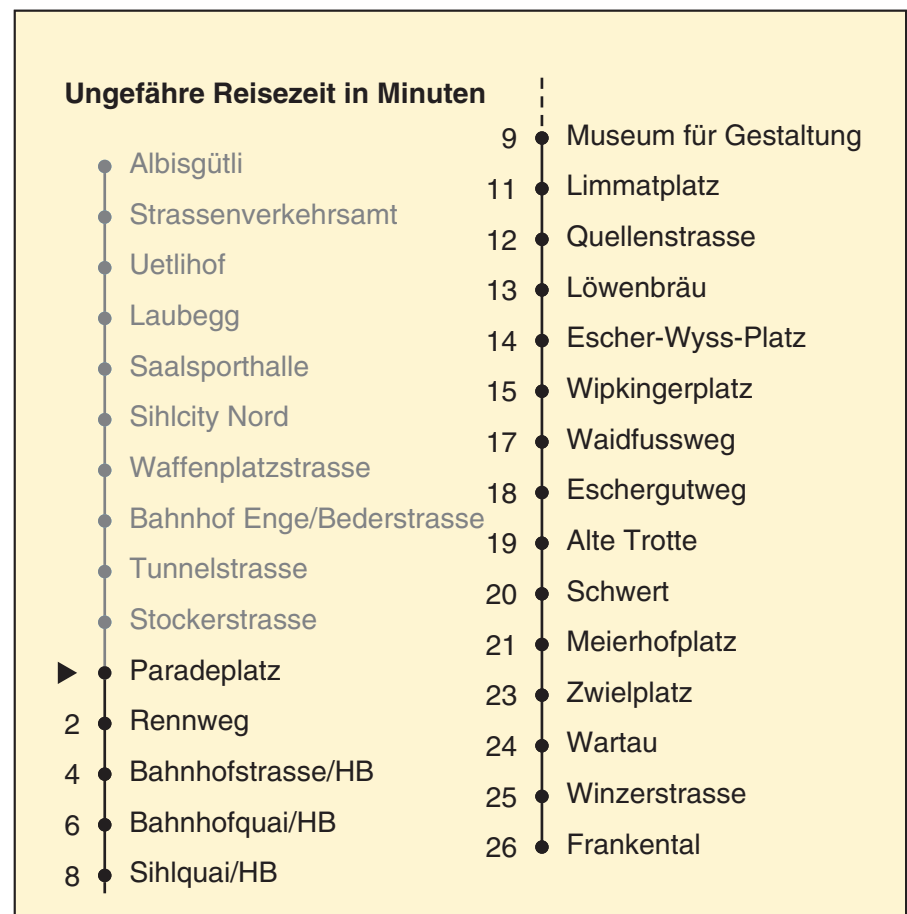 Ungefähre Reisezeit in Minuten
Albisgütli
Strassenverkehrsamt
Uetlihof
Laubegg
Saalsporthalle
Sihlcity Nord
Waffenplatzstrasse
Bahnhof Enge/Bederstrasse
Tunnelstrasse
Stockerstrasse
Paradeplatz
2 Rennweg
4 Bahnhofstrasse/HB
6 Bahnhofquai/HB
8 Sihlquai/HB
9 Museum für Gestaltung
11 Limmatplatz
12 Quellenstrasse
13 Löwenbräu
14 Escher-Wyss-Platz
15 Wipkingerplatz
17 Waidfussweg
18 Eschergutweg
19 Alte Trotte
20 Schwert
21 Meierhofplatz
23 Zwielplatz
24 Wartau
25 Winzerstrasse
26 Frankental